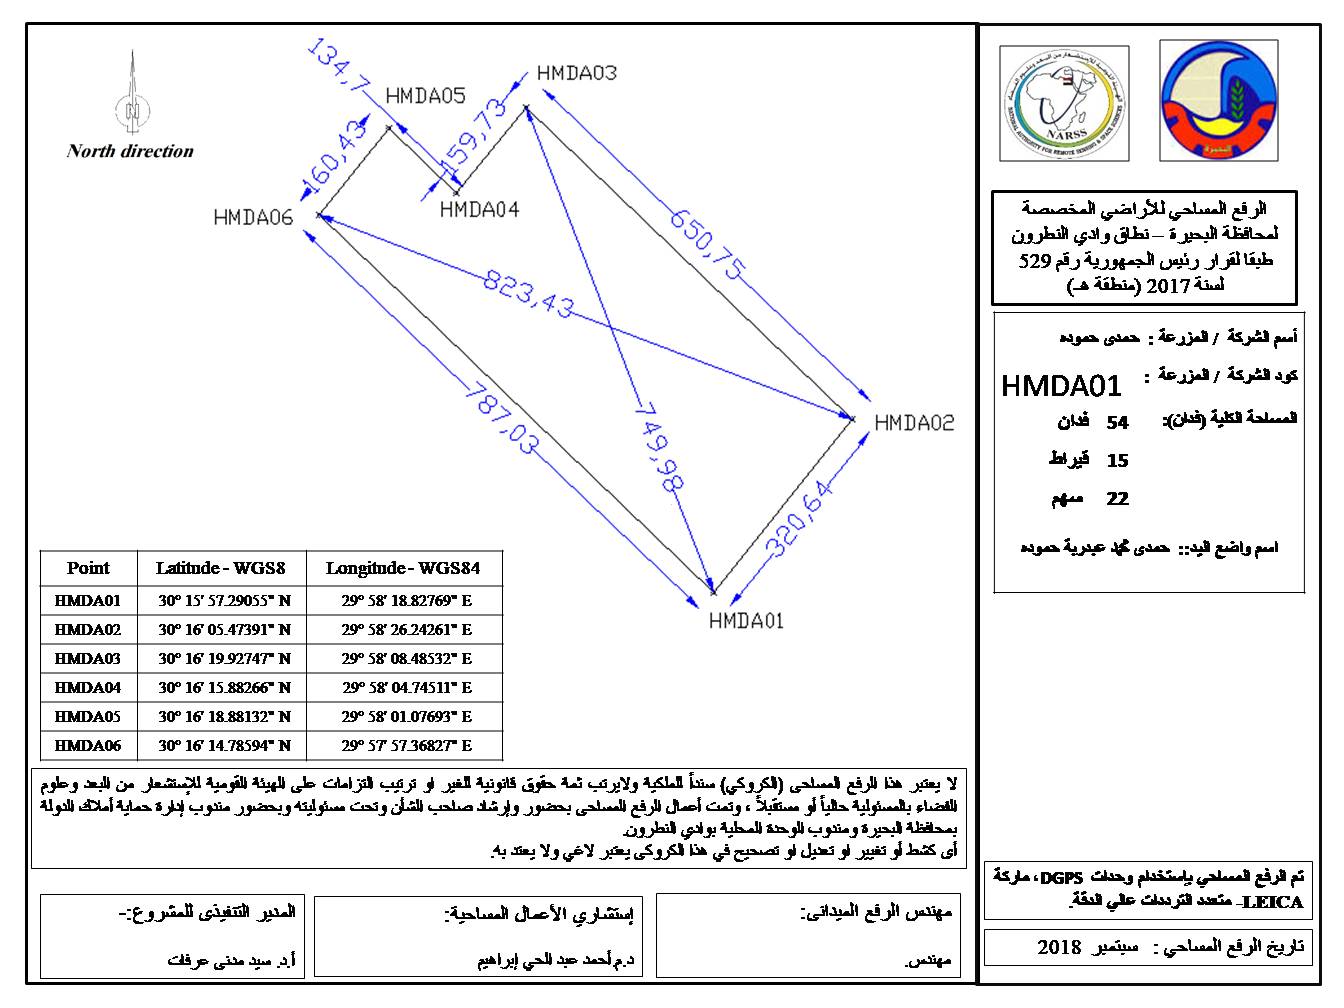 North direction
134,7
HMDA05
HMDA03
160,43
159,73
HMDA04
HMDA06
650,75
823,43
787,03
749,98
HMDA02
320,64
HMDA01
Point Latitude - WGS8 Longitude - WGS84
HMDA01 30° 15' 57.29055" N 29° 58' 18.82769" E
HMDA02 30° 16' 05.47391" N 29° 58' 26.24261" E
HMDA03 30° 16' 19.92747" N 29° 58' 08.48532" E
HMDA04 30° 16' 15.88266" N 29° 58' 04.74511" E
HMDA05 30° 16' 18.88132" N 29° 58' 01.07693" E
HMDA06 30° 16' 14.78594" N 29° 57' 57.36827" E
NARSS
NATIONAL AUTHORITY FOR REMOTE SENSING & SPACE SCIENCES
البحيرة
الرفع المساحي للأراضي المخصصة
لمحافظة البحيرة – نطاق وادي النطرون
طبقا لقرار رئيس الجمهورية رقم 529
لسنة 2017 (منطقة هـ)
أسم الشركة / المزرعة : حمدى حموده
كود الشركة / المزرعة : HMDA01
المساحة الكلية (فدان): 54 فدان
15 قيراط
22 سهم
اسم واضع اليد:: حمدى محمد عبدربة حموده
لا يعتبر هذا الرفع المساحى (الكروكي) سنداً للملكية ولايرتب ثمة حقوق قانونية للغير او ترتيب التزامات على الهيئة القومية للإستشعار من البعد وعلوم
الفضاء بالمسئولية حالياً أو مستقبلاً ، وتمت أعمال الرفع المساحى بحضور وإرشاد صاحب الشأن وتحت مسئوليته وبحضور مندوب إدارة حماية أملاك الدولة
بمحافظة البحيرة ومندوب الوحدة المحلية بوادي النطرون.
أى كشط أو تغيير او تعديل او تصحيح في هذا الكروكى يعتبر لاغي ولا يعتد به.
تم الرفع المساحي بإستخدام وحدات DGPS ، ماركة
LEICA- متعدد الترددات عالي الدقة.
تاريخ الرفع المساحي : سبتمبر 2018
مهندس الرفع الميدانى:
مهندس.
إستشاري الأعمال المساحية:
د.م.أحمد عبد الحي إبراهيم
المدير التنفيذى للمشروع:-
أ.د. سيد مدنى عرفات